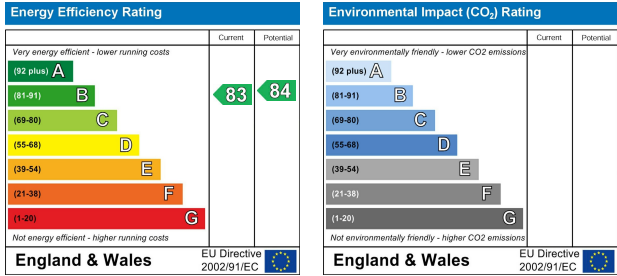 Energy Efficiency Rating
Current Potential
Very energy efficient - lower running costs
(92 plus) A
(81-91) B
(69-80) C
(55-68) D
(39-54) E
(21-38) F
(1-20) G
83 84
Not energy efficient - higher running costs
England & Wales
EU Directive
2002/91/EC
Environmental Impact (CO₂) Rating
Current Potential
Very environmentally friendly - lower CO2 emissions
(92 plus) A
(81-91) B
(69-80) C
(55-68) D
(39-54) E
(21-38) F
(1-20) G
Not environmentally friendly - higher CO2 emissions
England & Wales
EU Directive
2002/91/EC